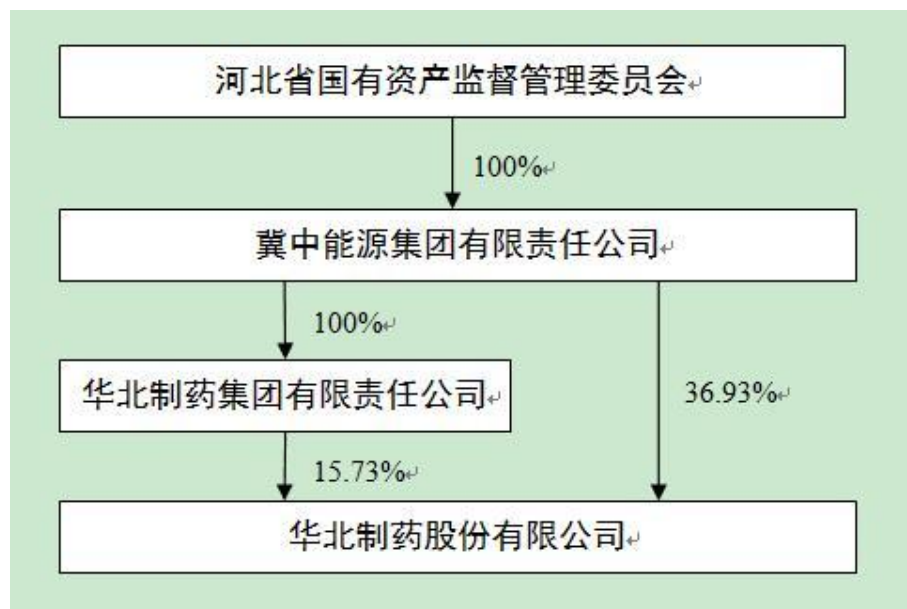 河北省国有资产监督管理委员会
100%
冀中能源集团有限责任公司
100%
华北制药集团有限责任公司
36.93%
15.73%
华北制药股份有限公司